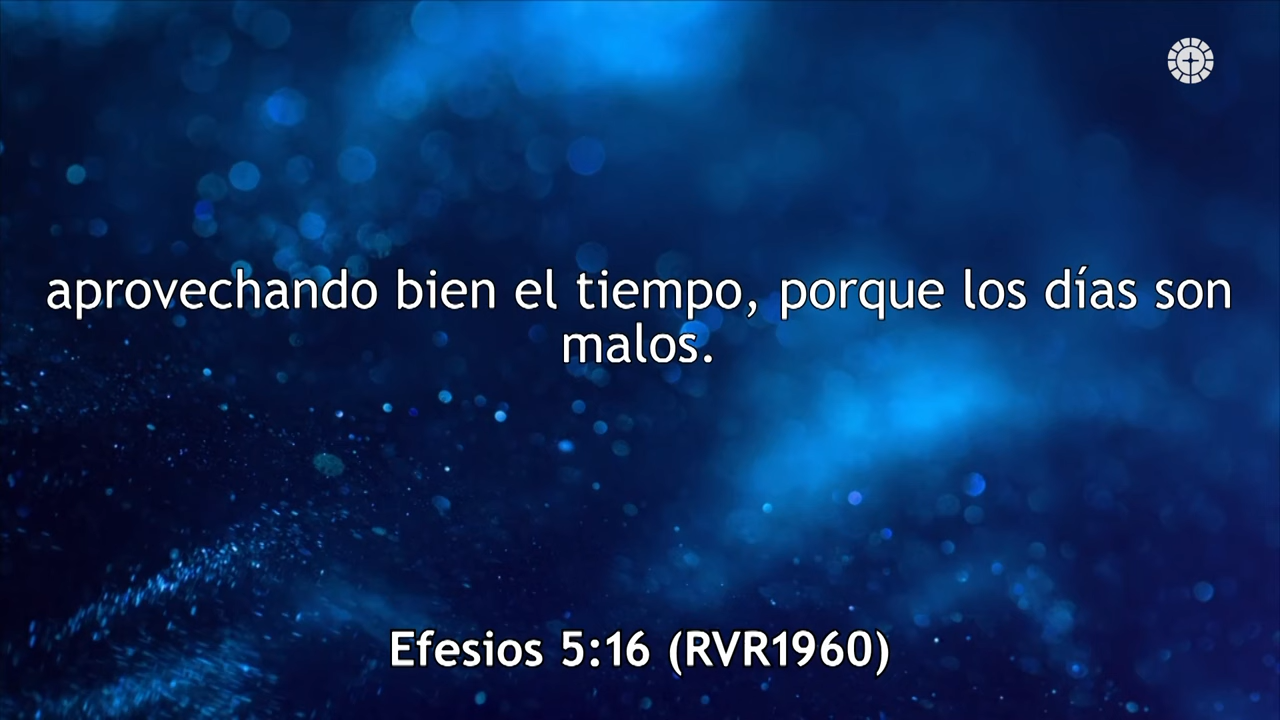 aprovechando bien el tiempo, porque los días son
malos.
Efesios 5:16 (RVR1960)